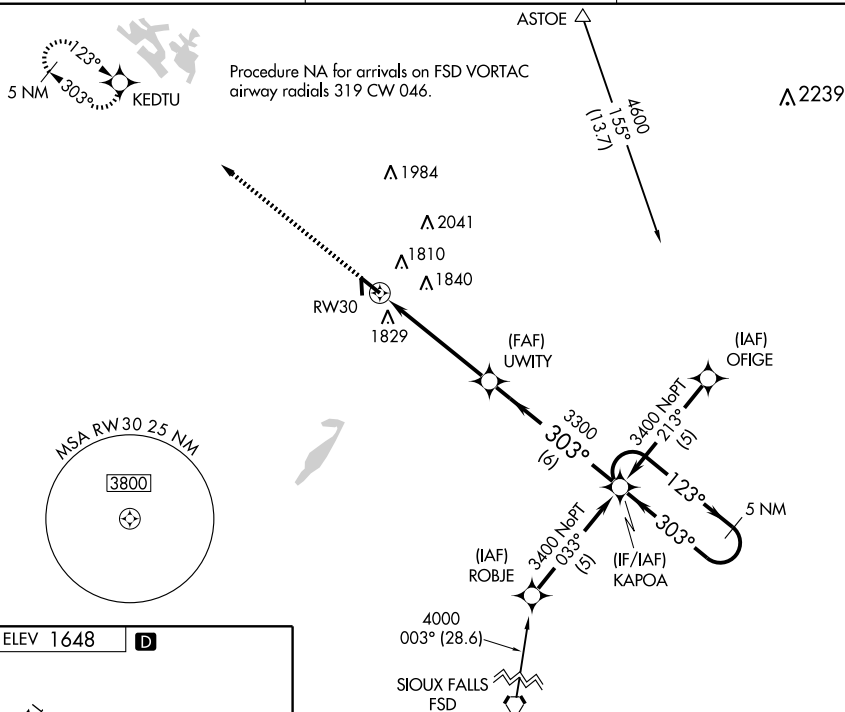 ASTOE
123°
303°
5 NM
KEDTU
Procedure NA for arrivals on FSD VORTAC
airway radials 319 CW 046.
4600
155°
(13.7)
2239
1984
2041
1810
1840
RW30
1829
(FAF)
UWITY
(IAF)
OFIGE
3300
303°
(6)
3400 NoPT
213°
(5)
MSA RW30 25 NM
3800
123°
303°
5 NM
3400 NoPT
033°
(5)
(IAF)
ROBJE
(IF/IAF)
KAPOA
4000
003° (28.6)
ELEV 1648 D
SIOUX FALLS
FSD